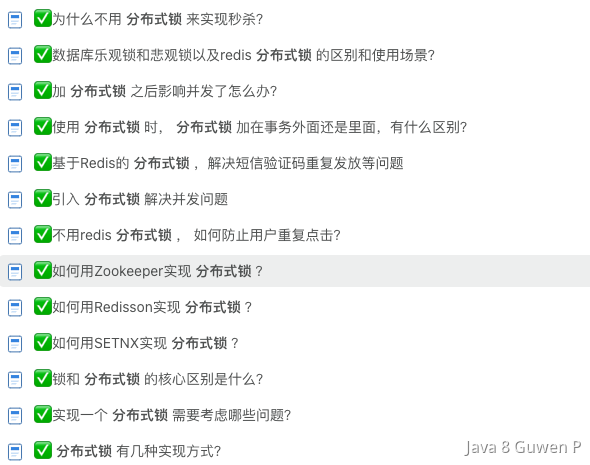 ✅为什么不用 分布式锁 来实现秒杀?
✅数据库乐观锁和悲观锁以及redis 分布式锁 的区别和使用场景?
✅加 分布式锁 之后影响并发了怎么办?
✅使用 分布式锁 时， 分布式锁 加在事务外面还是里面，有什么区别?
✅基于Redis的 分布式锁 ，解决短信验证码重复发放等问题
✅引入 分布式锁 解决并发问题
✅不用redis 分布式锁 ， 如何防止用户重复点击?
✅如何用Zookeeper实现 分布式锁 ?
✅如何用Redisson实现 分布式锁 ?
✅如何用SETNX实现 分布式锁 ?
✅锁和 分布式锁 的核心区别是什么?
✅实现一个 分布式锁 需要考虑哪些问题?
✅ 分布式锁 有几种实现方式?
Java 8 Guwen P